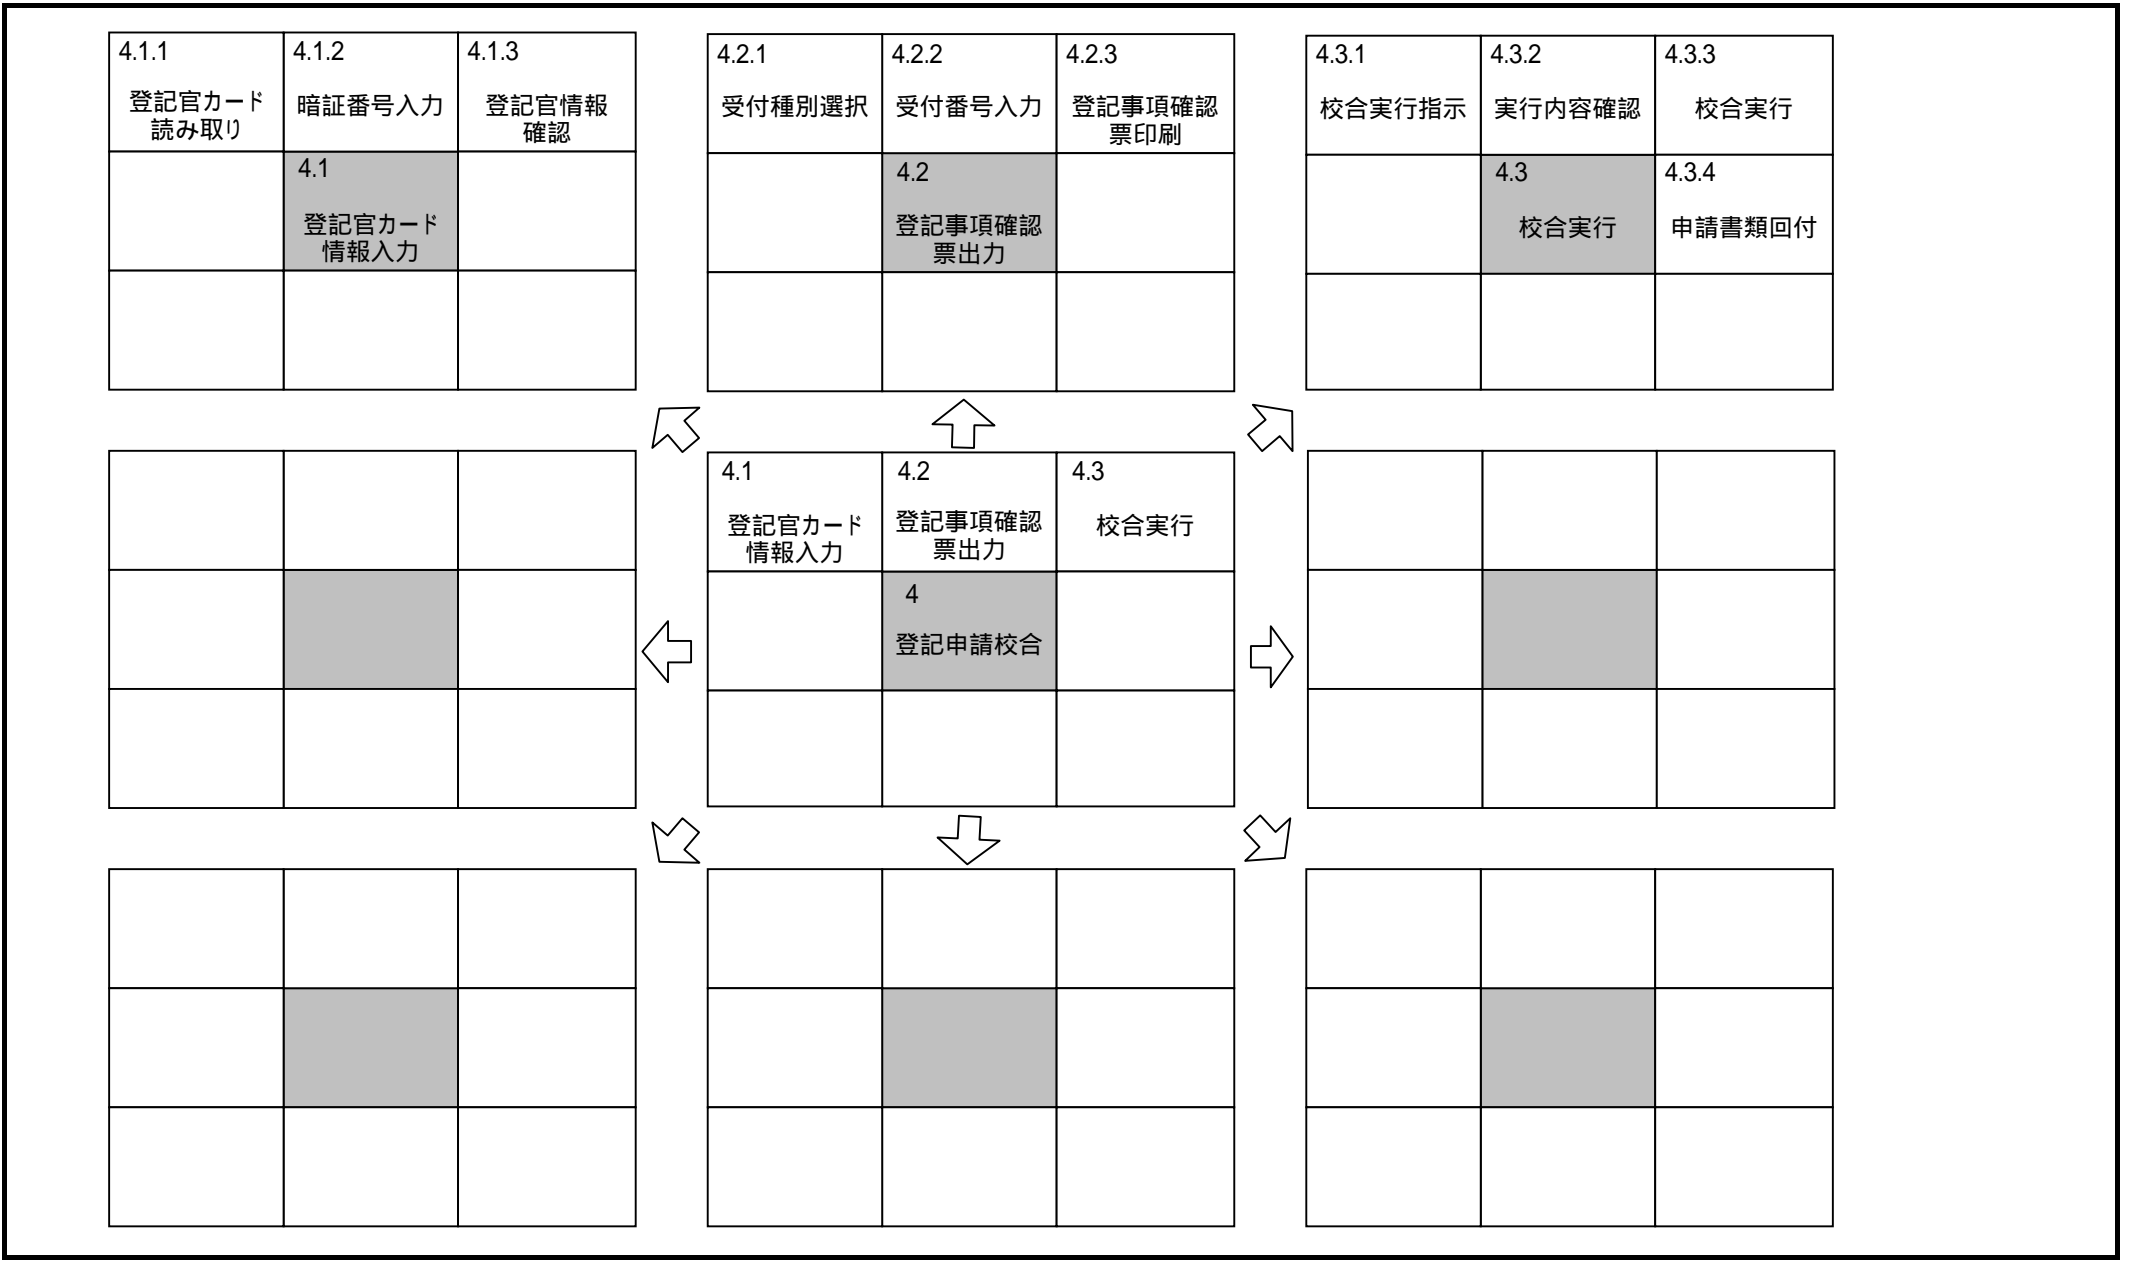 4.1.1
登記官カード
読み取り
4.1.2
暗証番号入力
4.1.3
登記官情報
確認
4.1
登記官カード
情報入力
4.2.1
受付種別選択
4.2.2
受付番号入力
4.2.3
登記事項確認
票印刷
4.2
登記事項確認
票出力
4.3.1
校合実行指示
4.3.2
実行内容確認
4.3.3
校合実行
4.3
校合実行
4.3.4
申請書類回付
4.1
登記官カード
情報入力
4.2
登記事項確認
票出力
4.3
校合実行
4
登記申請校合